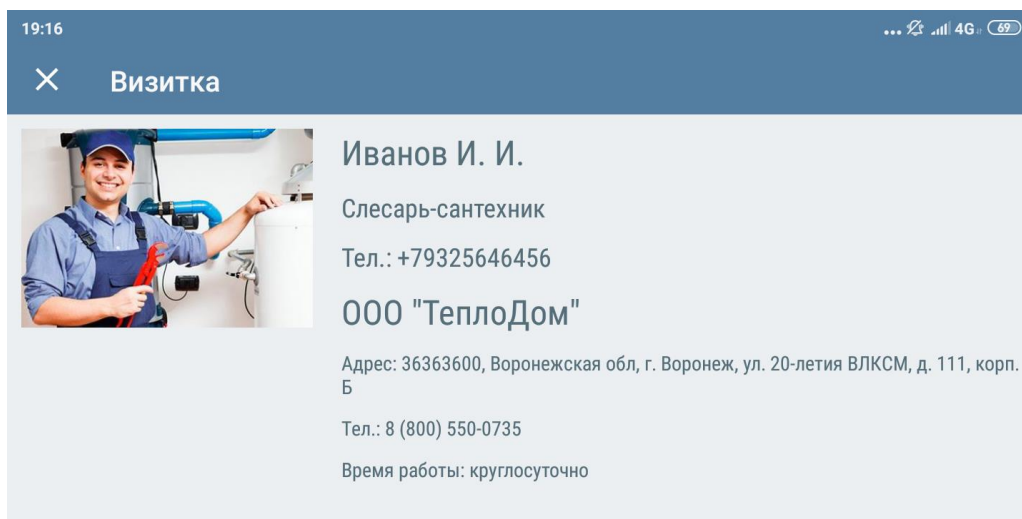 19:16
... 4G 69
Визитка
Иванов И. И.
Слесарь-сантехник
Тел.: +79325646456
ООО "ТеплоДом"
Адрес: 36363600, Воронежская обл, г. Воронеж, ул. 20-летия ВЛКСМ, д. 111, корп.
Б
Тел.: 8 (800) 550-0735
Время работы: круглосуточно